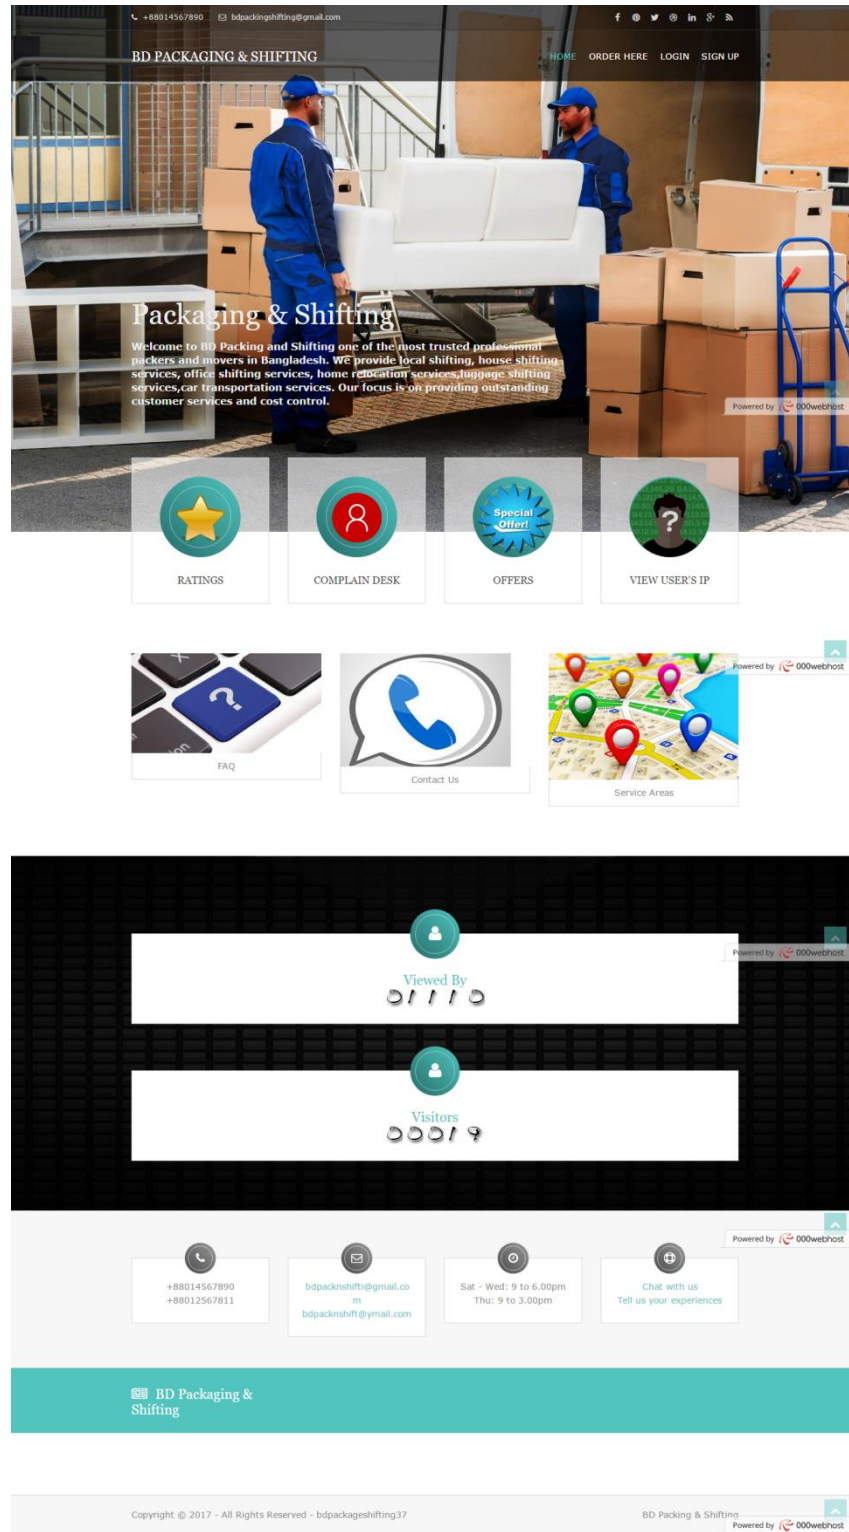 +88014567890 bdpackingshifting@gmail.com
BD PACKAGING & SHIFTING
HOME ORDER HERE LOGIN SIGN UP
Packaging & Shifting
Welcome to BD Packing and Shifting one of the most trusted professional
packers and movers in Bangladesh. We provide local shifting, house shifting
services, office shifting services, home relocation services,luggage shifting
services,car transportation services. Our focus is on providing outstanding
customer services and cost control.
Powered by 000webhost
Special
Offer!
RATINGS COMPLAIN DESK OFFERS VIEW USER'S IP
Powered by 000webhost
FAQ
Contact Us
Service Areas
Powered by 000webhost
Viewed By
01110
Visitors
00019
Powered by 000webhost
+88014567890
+88012567811
bdpacknshifti@gmail.co
m
bdpacknshift@ymail.com
Sat - Wed: 9 to 6.00pm
Thu: 9 to 3.00pm
Chat with us
Tell us your experiences
BD Packaging &
Shifting
Copyright © 2017 - All Rights Reserved - bdpackageshifting37
BD Packing & Shifting
Powered by 000webhost